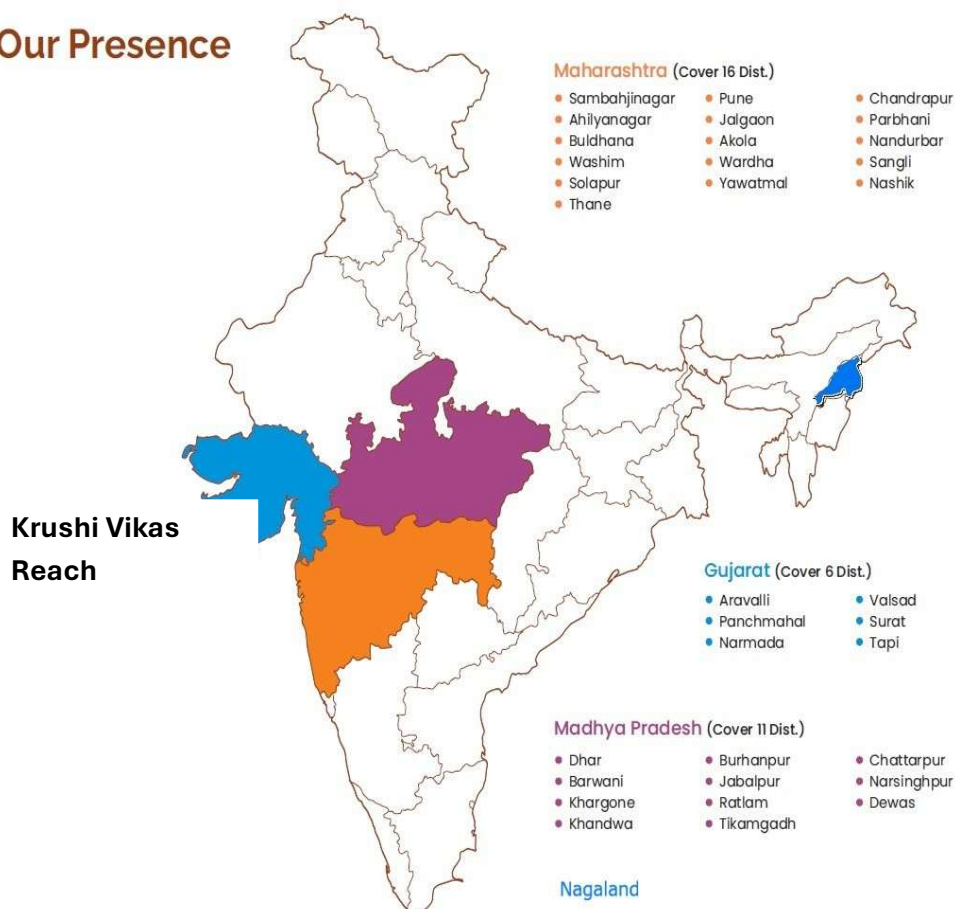 Our Presence
Maharashtra (Cover 16 Dist.)
Sambahjinagar
Ahilyanagar
Buldhana
Washim
Solapur
Thane
Pune
Jalgaon
Akola
Wardha
Yawatmal
Chandrapur
Parbhani
Nandurbar
Sangli
Nashik
Krushi Vikas
Reach
Gujarat (Cover 6 Dist.)
Aravalli
Panchmahal
Narmada
Valsad
Surat
Tapi
Madhya Pradesh (Cover 11 Dist.)
Dhar
Barwani
Khargone
Khandwa
Burhanpur
Jabalpur
Ratlam
Tikamgadh
Chattarpur
Narsinghpur
Dewas
Nagaland